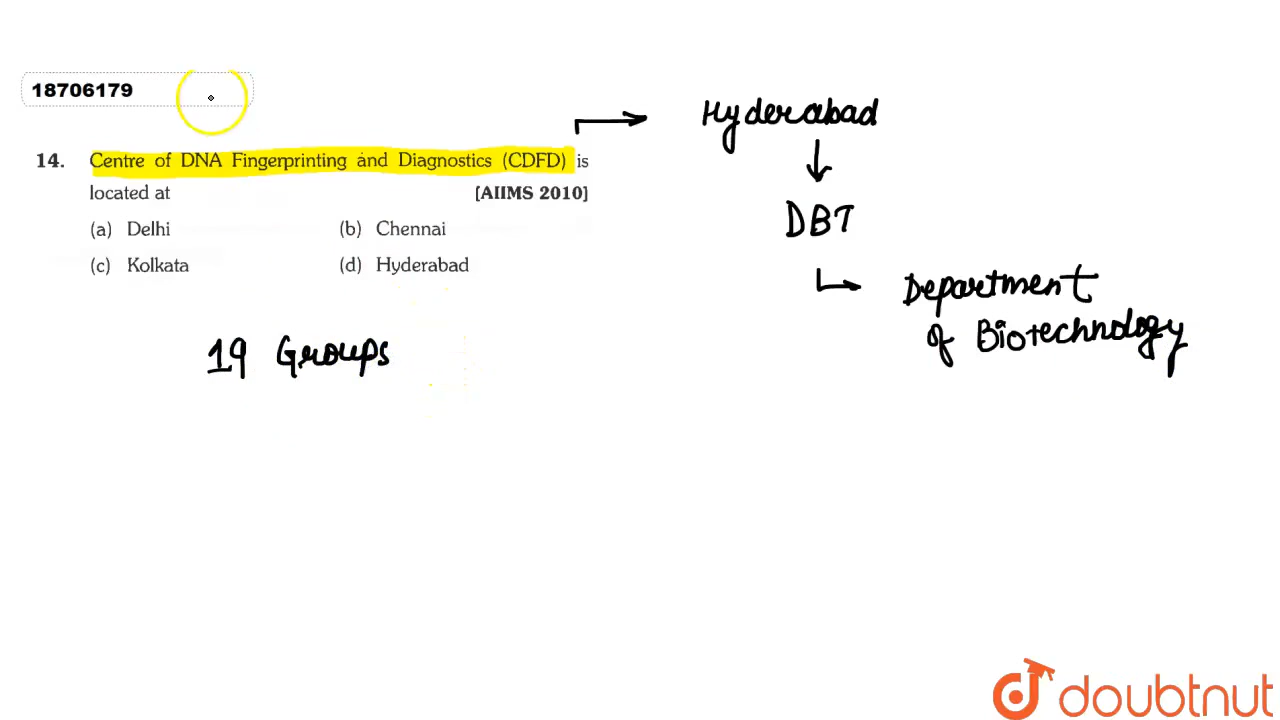 18706179
14. Centre of DNA Fingerprinting and Diagnostics (CDFD) is
located at [AIIMS 2010]
(a) Delhi (b) Chennai
(c) Kolkata (d) Hyderabad
19 Groups
Hyderabad
DBT
Department
of Biotechnology
doubtnut